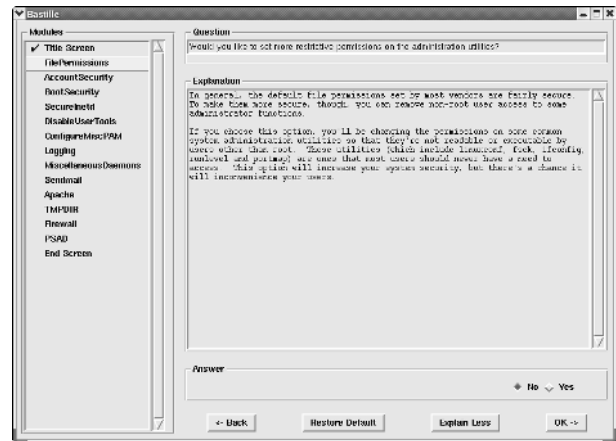 Bastille
Modules
Title Screen
FilePermissions
AccountSecurity
BootSecurity
SecureInetd
DisableUserTools
ConfigureMiscPAM
Logging
MiscellaneousDaemons
Sendmail
Apache
TMPDIR
Firewall
PSAD
End Screen
Question
Would you like to set more restrictive permissions on the administration utilities?
Explanation
In general, the default file permissions set by most vendors are fairly secure.
To make them more secure, though, you can remove non-root user access to some
administrator functions.
If you choose this option, you'll be changing the permissions on some common
system administration utilities so that they're not readable or executable by
users other than root. These utilities (which include linuxconf, fsck, ifconfig,
runlevel and portmap) are ones that most users should never have a need to
access. This option will increase your system security, but there's a chance it
will inconvenience your users.
Answer
No Yes
<- Back Restore Default Explain Less OK ->